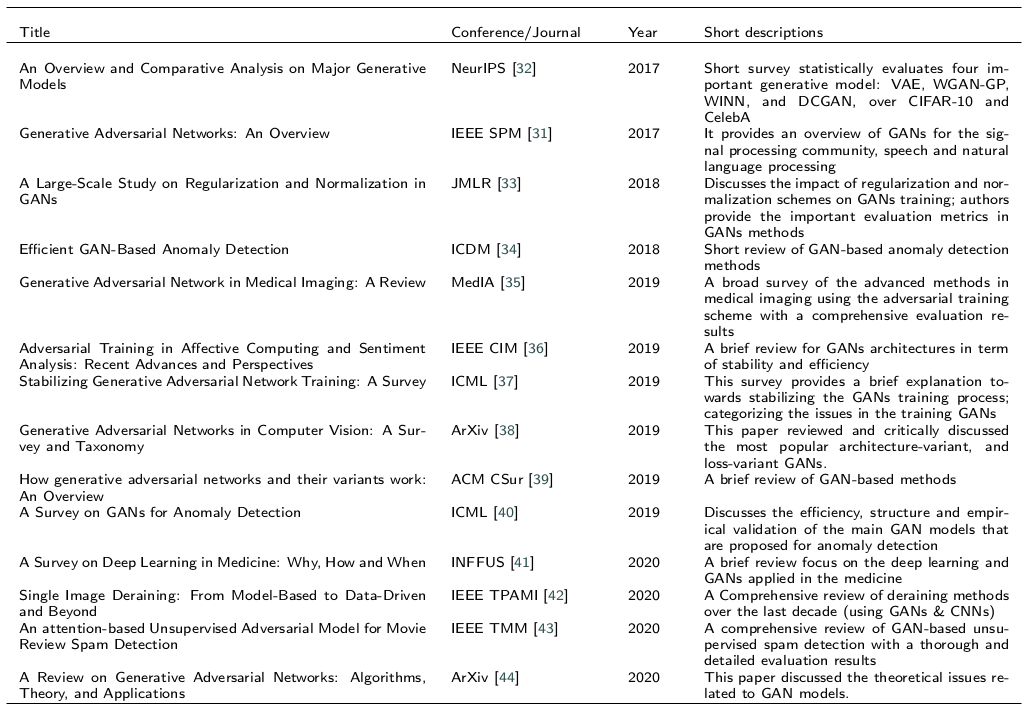 Title Conference/Journal Year Short descriptions
An Overview and Comparative Analysis on Major Generative NeurIPS [32] 2017 Short survey statistically evaluates four im-
Models portant generative model: VAE, WGAN-GP,
WINN, and DCGAN, over CIFAR-10 and
CelebA
Generative Adversarial Networks: An Overview IEEE SPM [31] 2017 It provides an overview of GANs for the sig-
nal processing community, speech and natural
language processing
A Large-Scale Study on Regularization and Normalization in JMLR [33] 2018 Discusses the impact of regularization and nor-
GANs malization schemes on GANs training; authors
provide the important evaluation metrics in
GANs methods
Efficient GAN-Based Anomaly Detection ICDM [34] 2018 Short review of GAN-based anomaly detection
methods
Generative Adversarial Network in Medical Imaging: A Review MedIA [35] 2019 A broad survey of the advanced methods in
medical imaging using the adversarial training
scheme with a comprehensive evaluation re-
sults
Adversarial Training in Affective Computing and Sentiment IEEE CIM [36] 2019 A brief review for GANs architectures in term
Analysis: Recent Advances and Perspectives of stability and efficiency
Stabilizing Generative Adversarial Network Training: A Survey ICML [37] 2019 This survey provides a brief explanation to-
wards stabilizing the GANs training process;
categorizing the issues in the training GANs
Generative Adversarial Networks in Computer Vision: A Sur- ArXiv [38] 2019 This paper reviewed and critically discussed
vey and Taxonomy the most popular architecture-variant, and
loss-variant GANs.
How generative adversarial networks and their variants work: ACM CSur [39] 2019 A brief review of GAN-based methods
An Overview
A Survey on GANs for Anomaly Detection ICML [40] 2019 Discusses the efficiency, structure and empir-
ical validation of the main GAN models that
are proposed for anomaly detection
A Survey on Deep Learning in Medicine: Why, How and When INFFUS [41] 2020 A brief review focus on the deep learning and
GANs applied in the medicine
Single Image Deraining: From Model-Based to Data-Driven IEEE TPAMI [42] 2020 A Comprehensive review of deraining methods
and Beyond over the last decade (using GANs & CNNs)
An attention-based Unsupervised Adversarial Model for Movie IEEE TMM [43] 2020 A comprehensive review of GAN-based unsu-
Review Spam Detection pervised spam detection with a thorough and
detailed evaluation results
A Review on Generative Adversarial Networks: Algorithms, ArXiv [44] 2020 This paper discussed the theoretical issues re-
Theory, and Applications lated to GAN models.